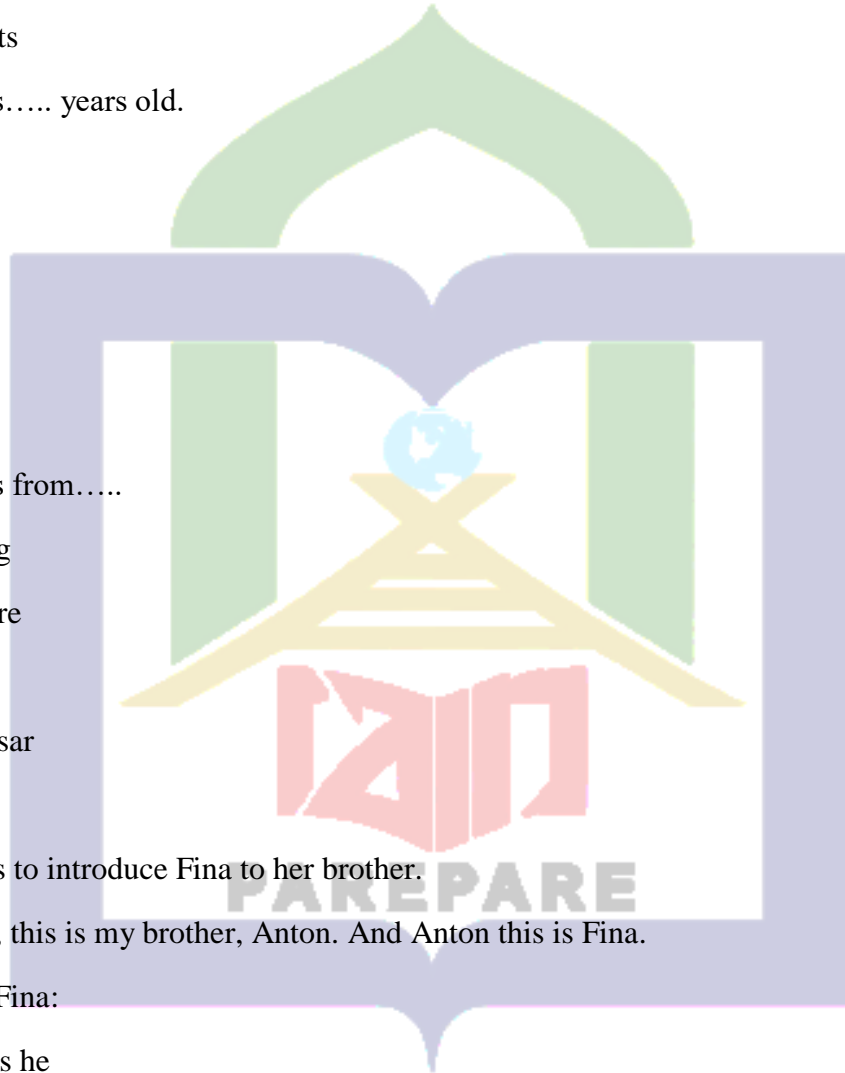 ts
s….. years old.
s from…..
g
re
sar
s to introduce Fina to her brother.
, this is my brother, Anton. And Anton this is Fina.
Fina:
s he
PAREPARE